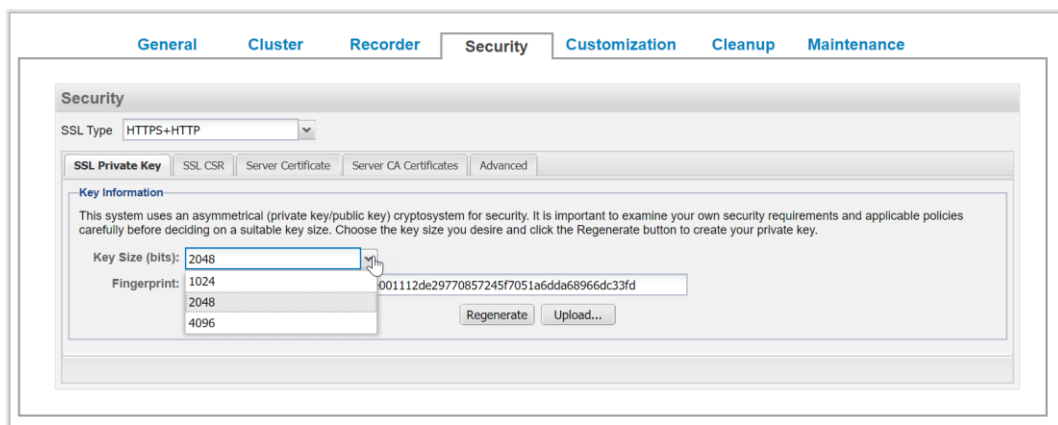 General Cluster Recorder Security Customization Cleanup Maintenance
Security
SSL Type HTTPS+HTTP
SSL Private Key SSL CSR Server Certificate Server CA Certificates Advanced
Key Information
This system uses an asymmetrical (private key/public key) cryptosystem for security. It is important to examine your own security requirements and applicable policies
carefully before deciding on a suitable key size. Choose the key size you desire and click the Regenerate button to create your private key.
Key Size (bits): 2048
Fingerprint: 1024 001112de29770857245f7051a6dda68966dc33fd
2048
4096
Regenerate Upload...